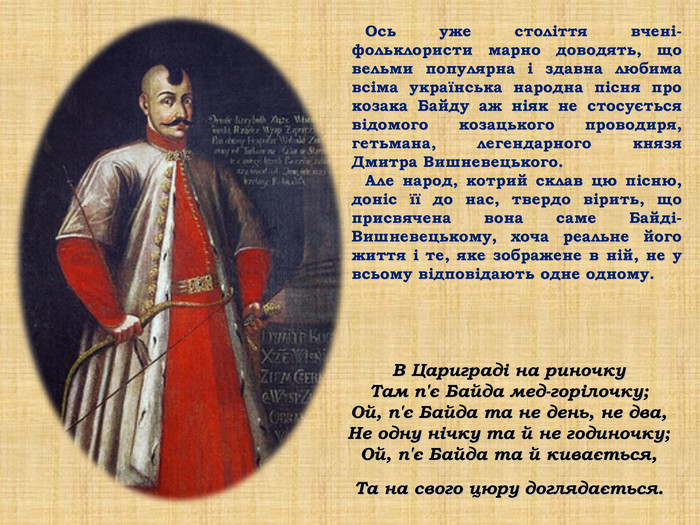 Ось уже століття вчені-
фольклористи марно доводять, що
вельми популярна і здавна любима
всіма українська народна пісня про
козака Байду аж ніяк не стосується
відомого козацького проводиря,
гетьмана, легендарного князя
Дмитра Вишневецького.
Але народ, котрий склав цю пісню,
доніс її до нас, твердо вірить, що
присвячена вона саме Байді-
Вишневецькому, хоча реальне його
життя і те, яке зображене в ній, не у
всьому відповідають одне одному.
В Цариграді на риночку
Там п'є Байда мед-горілочку;
Ой, п'є Байда та не день, не два,
Не одну нічку та й не годиночку;
Ой, п'є Байда та й кивається,
Та на свого цюру доглядається.